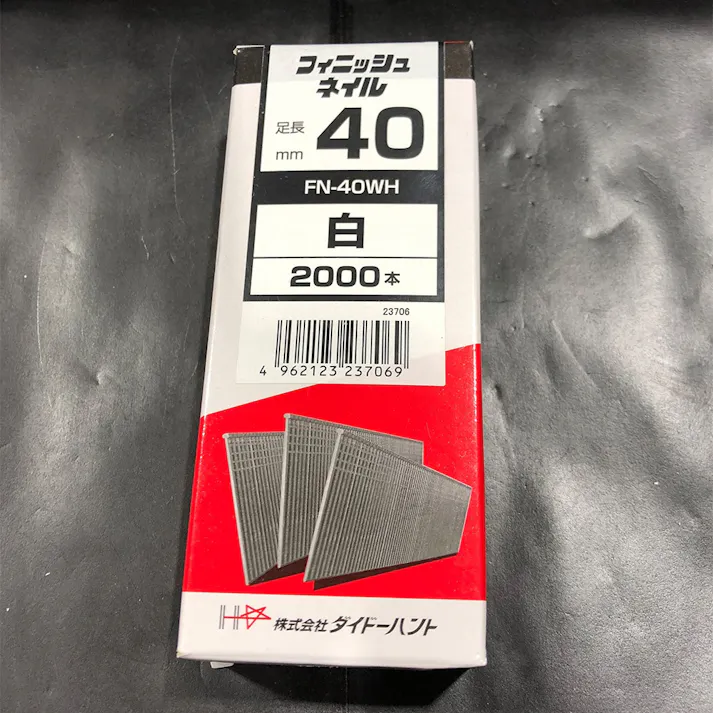 フィニッシュ
ネイル
足長
mm
40
FN-40WH
白
2000本
23706
4 962123 237069
株式会社 ダイドーハント